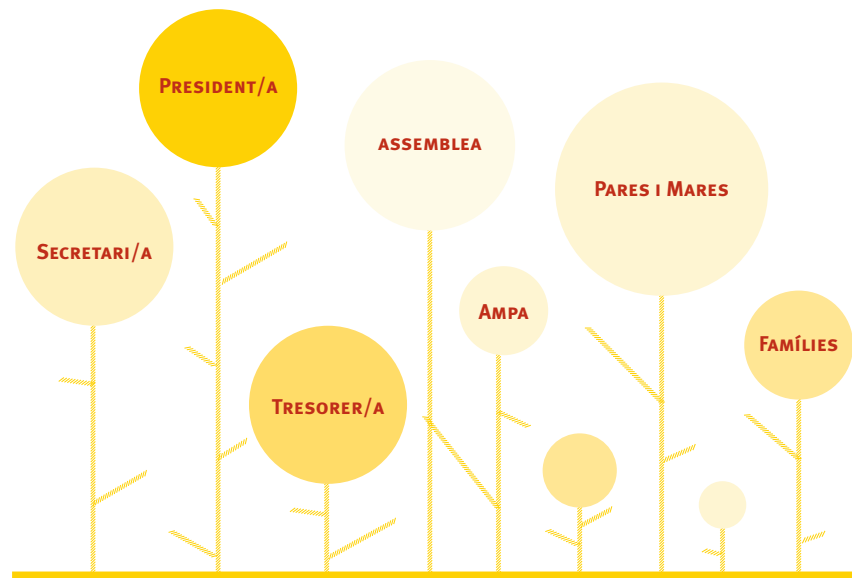 President/a
assemblea
Pares i Mares
Secretari/a
Ampa
Famílies
Tresorer/a